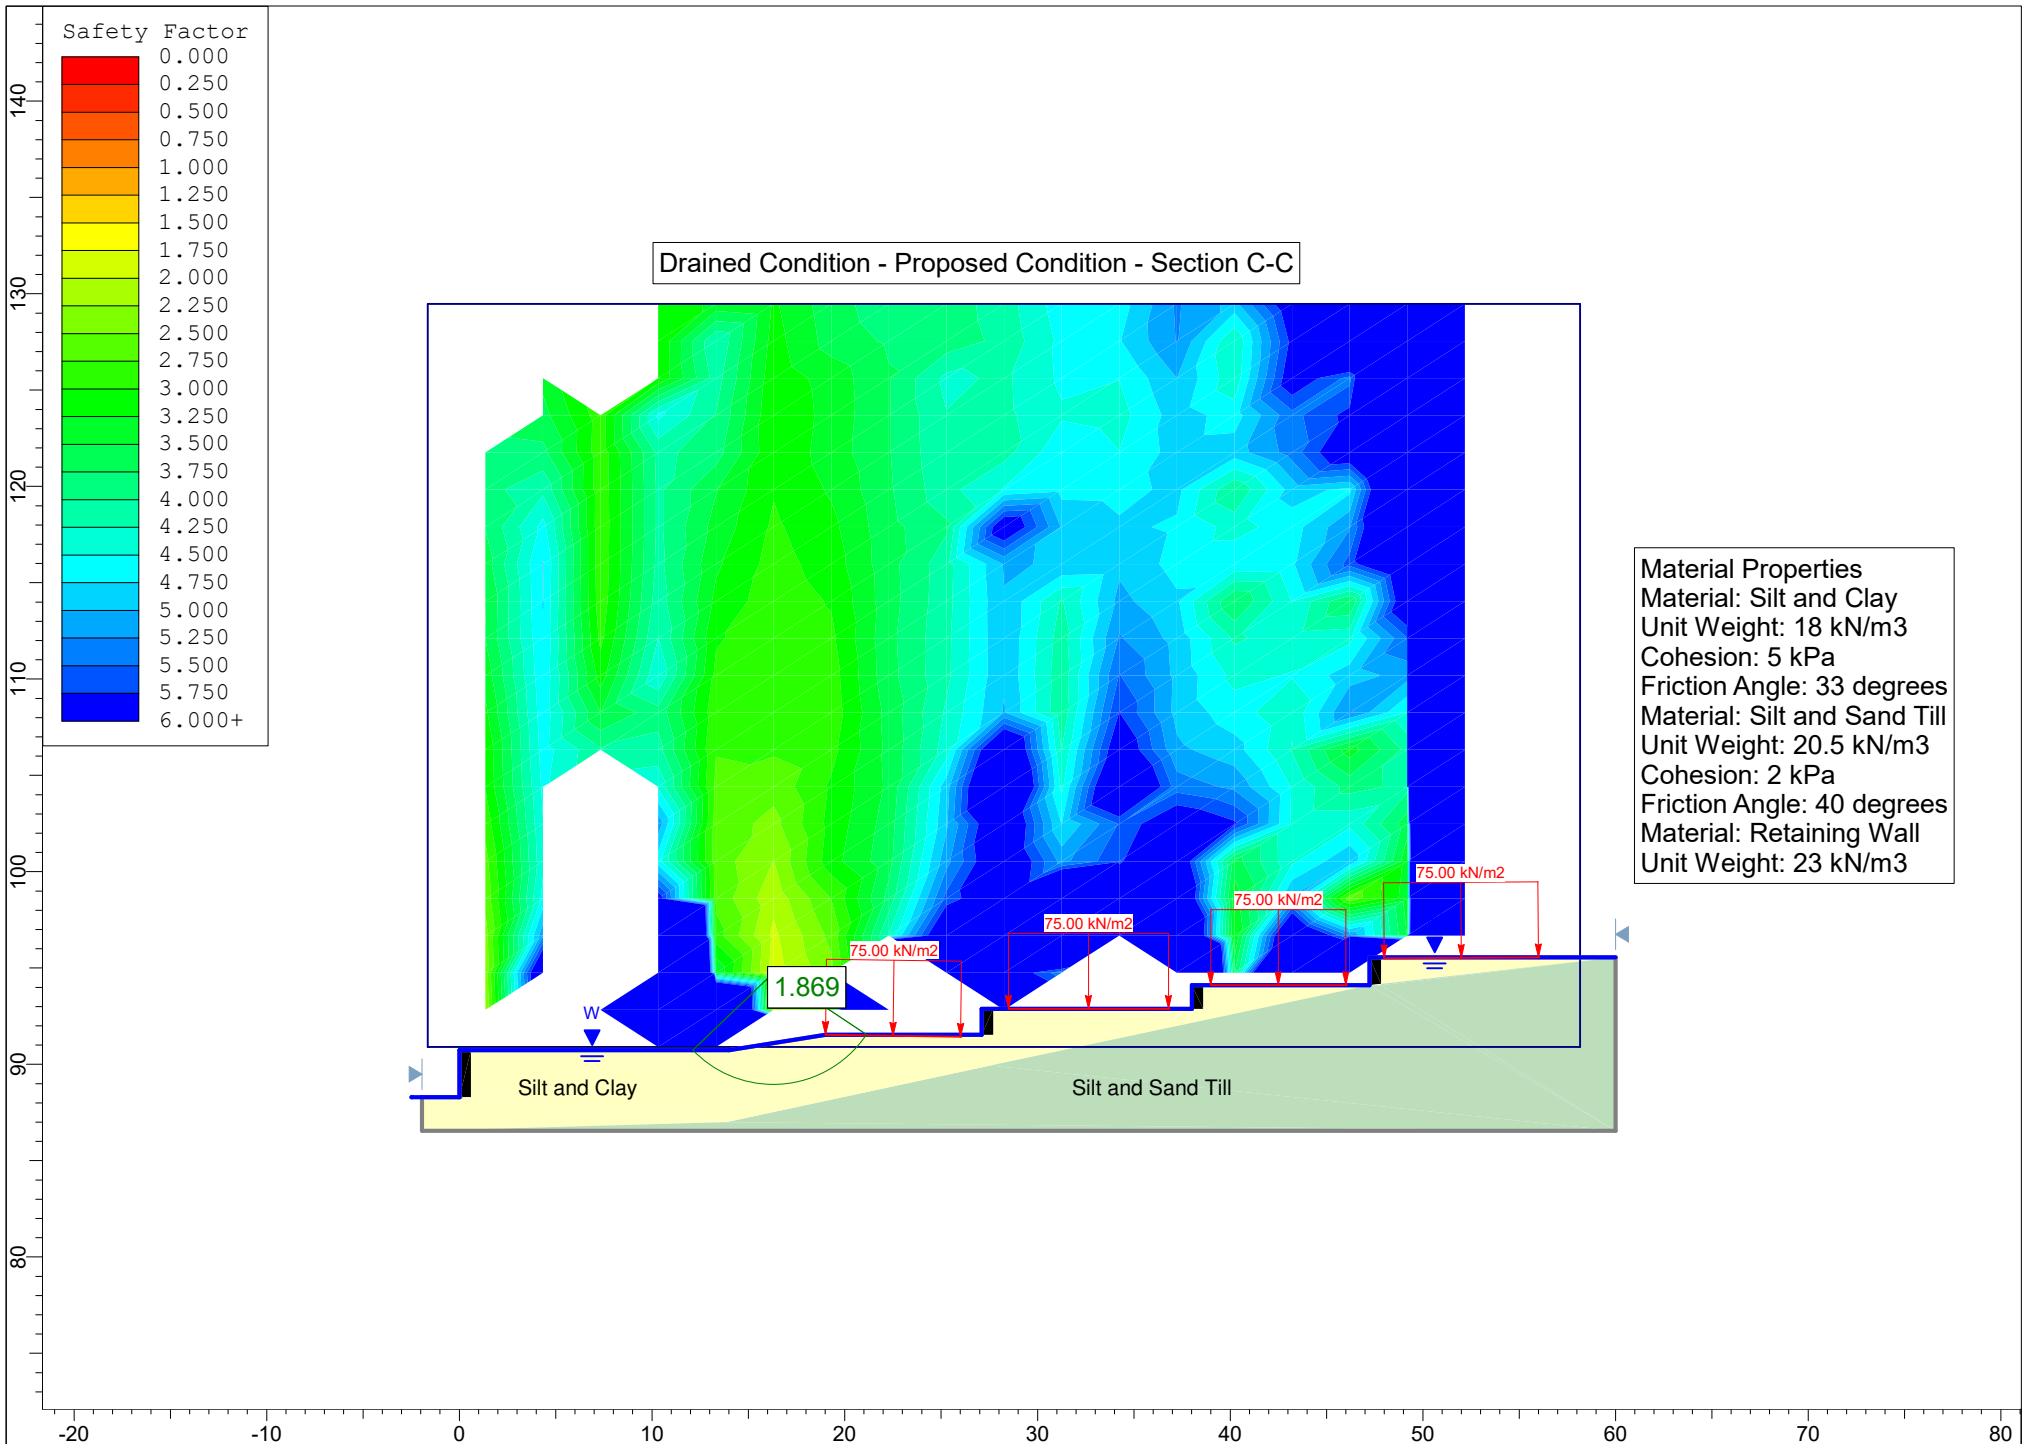 Safety Factor
0.000
0.250
0.500
0.750
1.000
1.250
1.500
1.750
2.000
2.250
2.500
2.750
3.000
3.250
3.500
3.750
4.000
4.250
4.500
4.750
5.000
5.250
5.500
5.750
6.000+
140
130
120
110
100
90
80
Drained Condition - Proposed Condition - Section C-C
Material Properties
Material: Silt and Clay
Unit Weight: 18 kN/m3
Cohesion: 5 kPa
Friction Angle: 33 degrees
Material: Silt and Sand Till
Unit Weight: 20.5 kN/m3
Cohesion: 2 kPa
Friction Angle: 40 degrees
Material: Retaining Wall
Unit Weight: 23 kN/m3
75.00 kN/m2
75.00 kN/m2
75.00 kN/m2
75.00 kN/m2
1.869
W
Silt and Clay
Silt and Sand Till
-20 -10 0 10 20 30 40 50 60 70 80